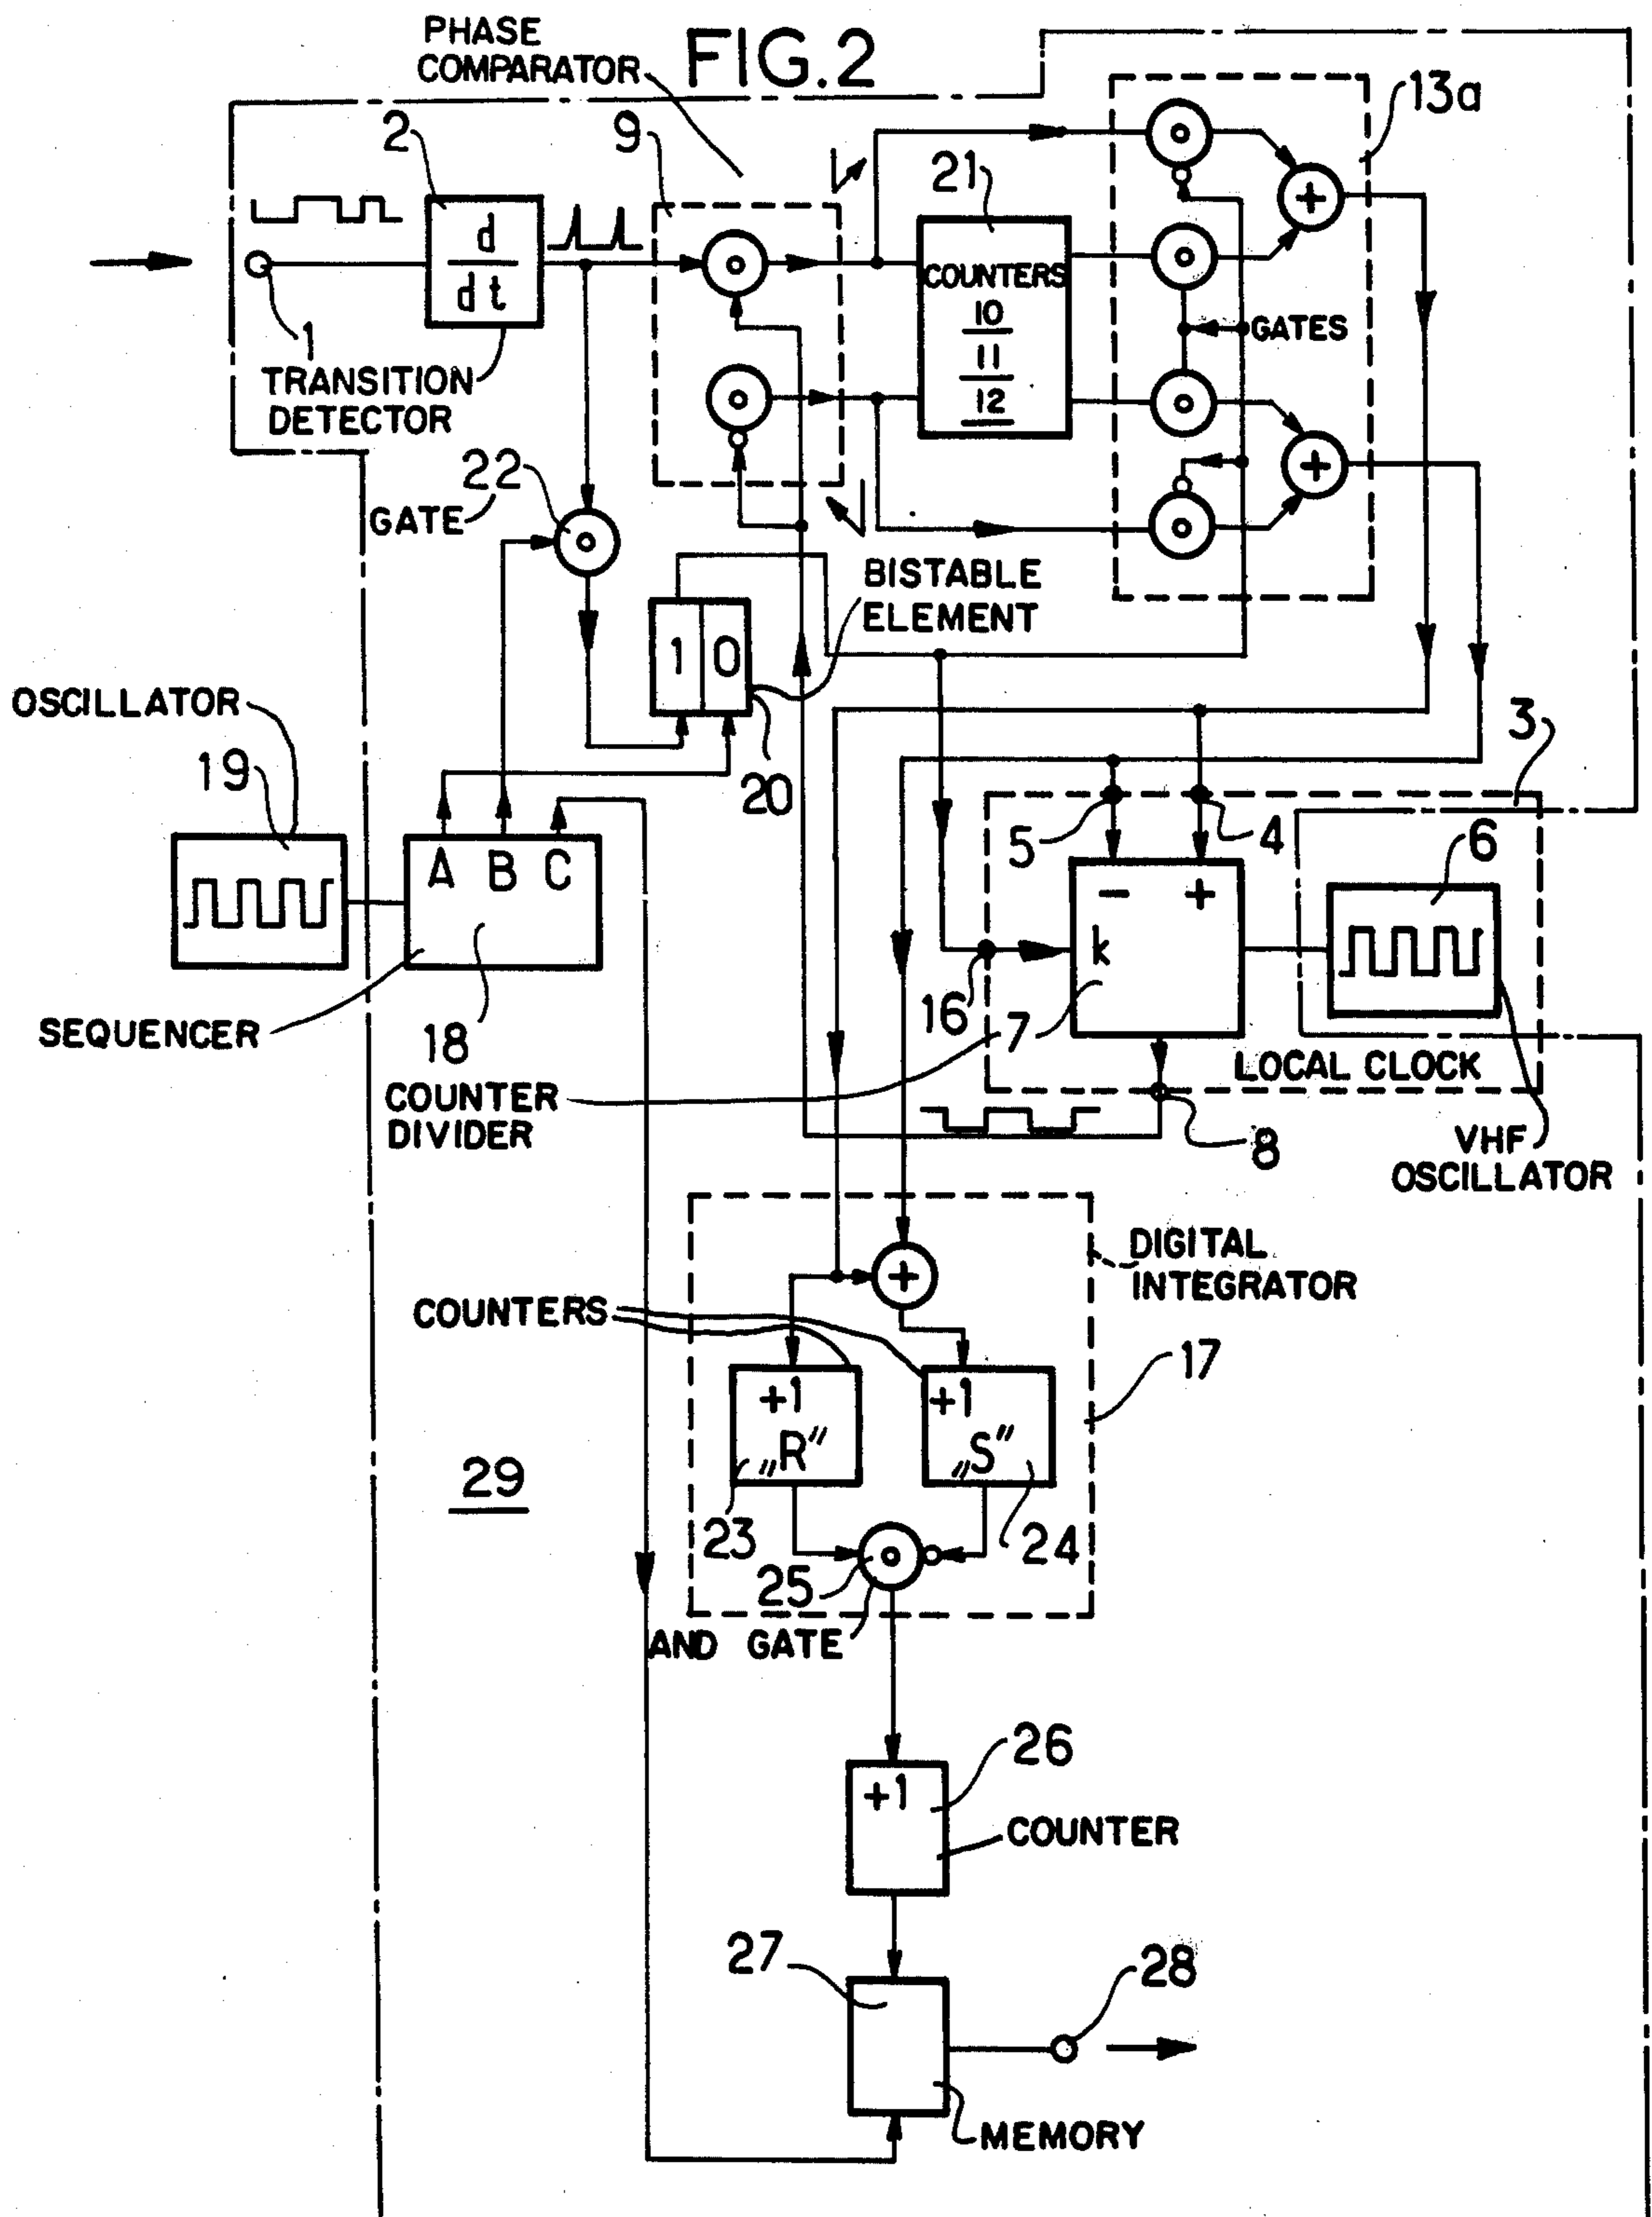 PHASE
COMPARATOR
FIG.2
13a
2
9
21
d
dt
COUNTERS
10
11
12
GATES
1
TRANSITION
DETECTOR
22
GATE
BISTABLE
ELEMENT
1 0
OSCILLATOR
19
20
3
5
4
6
A B C
- +
k
18
16
7
SEQUENCER
LOCAL CLOCK
COUNTER
DIVIDER
8
VHF
OSCILLATOR
DIGITAL
INTEGRATOR
COUNTERS
+
17
+1
„R”
+1
„S”
29
23
24
25
AND GATE
26
+1
COUNTER
27
28
MEMORY